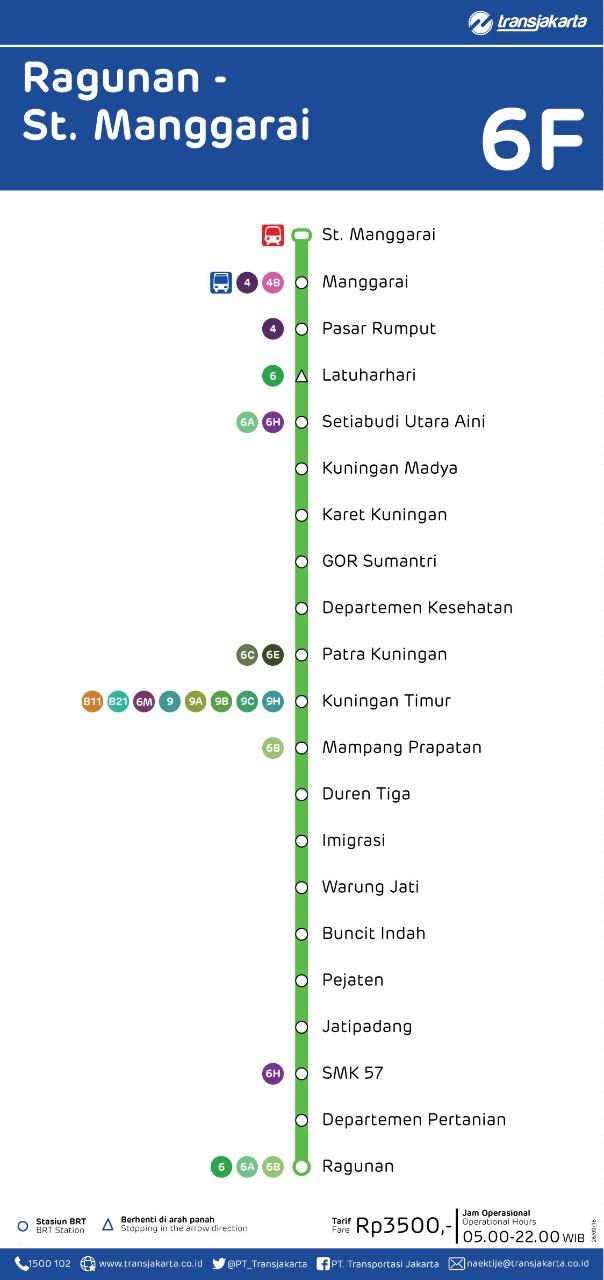 transjakarta
Ragunan -
St. Manggarai
6F
St. Manggarai
4 4B Manggarai
4 Pasar Rumput
6 Latuharhari
6A 6H Setiabudi Utara Aini
Kuningan Madya
Karet Kuningan
GOR Sumantri
Departemen Kesehatan
6C 6E Patra Kuningan
B11 B21 6M 9 9A 9B 9C 9H Kuningan Timur
6B Mampang Prapatan
Duren Tiga
Imigrasi
Warung Jati
Buncit Indah
Pejaten
Jatipadang
6H SMK 57
Departemen Pertanian
6 6A 6B Ragunan
Stasiun BRT
BRT Station
Berhenti di arah panah
Stopping in the arrow direction
Tarif
Fare
Rp3500,-
Jam Operasional
Operational Hours
05.00-22.00 WIB
1500 102 www.transjakarta.co.id @PT_Transjakarta PT. Transportasi Jakarta naektije@transjakarta.co.id